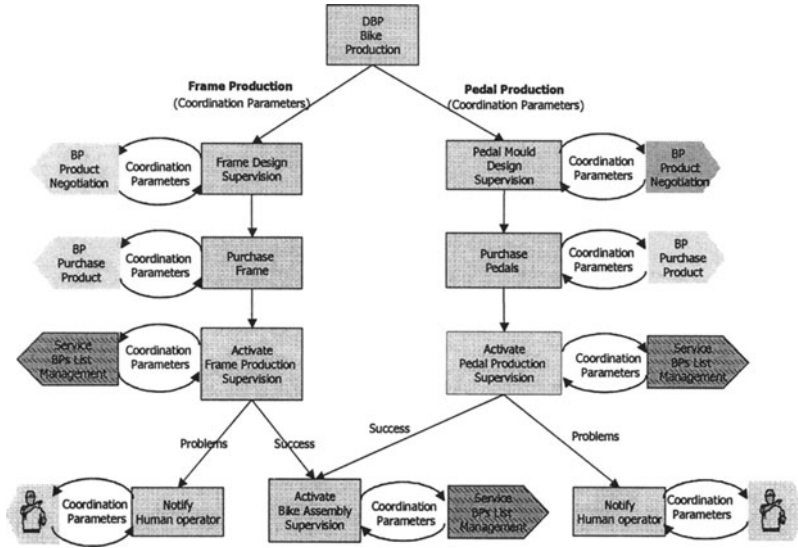 DBP
Bike
Production
Frame Production
(Coordination Parameters)
Pedal Production
(Coordination Parameters)
BP
Product
Negotiation
Coordination
Parameters
Frame Design
Supervision
Pedal Mould
Design
Supervision
Coordination
Parameters
BP
Product
Negotiation
BP
Purchase
Product
Coordination
Parameters
Purchase
Frame
Purchase
Pedals
Coordination
Parameters
BP
Purchase
Product
Service
BPs List
Management
Coordination
Parameters
Activate
Frame Production
Supervision
Activate
Pedal Production
Supervision
Coordination
Parameters
Service
BPs List
Management
Problems
Success
Success
Problems
Coordination
Parameters
Notify
Human operator
Activate
Bike Assembly
Supervision
Coordination
Parameters
Service
BPs List
Management
Notify
Human operator
Coordination
Parameters